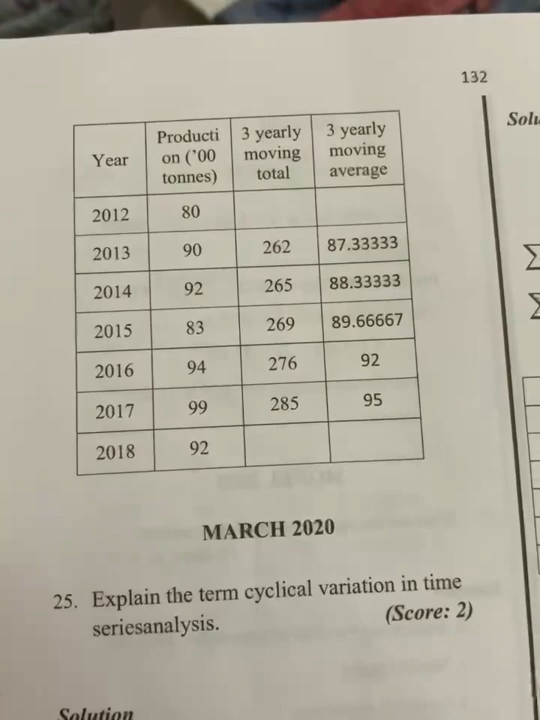 132
Year Producti on ('00 tonnes) 3 yearly moving total 3 yearly moving average
2012 80
2013 90 262 87.33333
2014 92 265 88.33333
2015 83 269 89.66667
2016 94 276 92
2017 99 285 95
2018 92
MARCH 2020
25. Explain the term cyclical variation in time
seriesanalysis. (Score: 2)
Solution
Σ
Σ